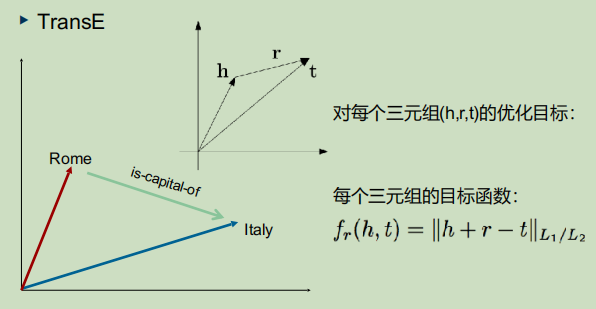 TransE
h
r
t
对每个三元组(h,r,t)的优化目标:
Rome
is-capital-of
Italy
每个三元组的目标函数:
f_r(h, t) = ‖h + r − t‖_{L_1/L_2}